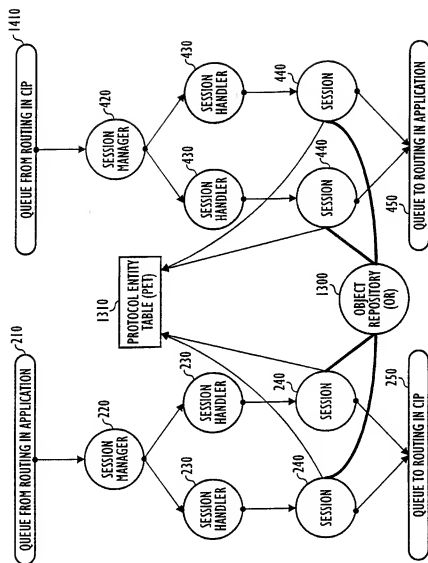 210
QUEUE FROM ROUTING IN APPLICATION
1410
QUEUE FROM ROUTING IN CIP
220
SESSION
MANAGER
420
SESSION
MANAGER
1310
PROTOCOL ENTITY
TABLE (PET)
230
SESSION
HANDLER
230
SESSION
HANDLER
430
SESSION
HANDLER
430
SESSION
HANDLER
240
SESSION
240
SESSION
440
SESSION
440
SESSION
1300
OBJECT
REPOSITORY
(OR)
250
QUEUE TO ROUTING IN CIP
450
QUEUE TO ROUTING IN APPLICATION